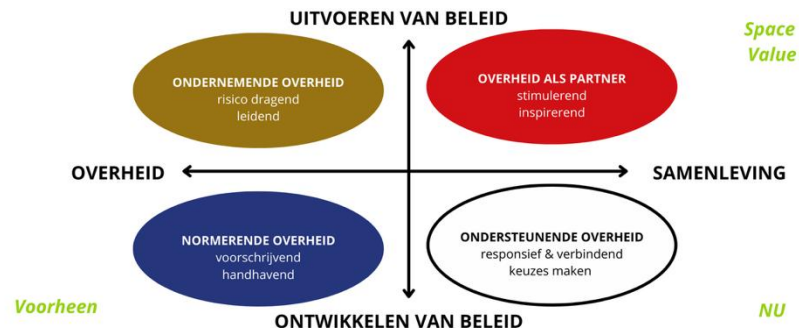 UITVOEREN VAN BELEID
Space
Value
ONDERNEMENDE OVERHEID
risico dragend
leidend
OVERHEID ALS PARTNER
stimulerend
inspirerend
OVERHEID
SAMENLEVING
NORMERENDE OVERHEID
voorschrijvend
handhavend
ONDERSTEUNENDE OVERHEID
responsief & verbindend
keuzes maken
Voorheen
ONTWIKKELEN VAN BELEID
NU